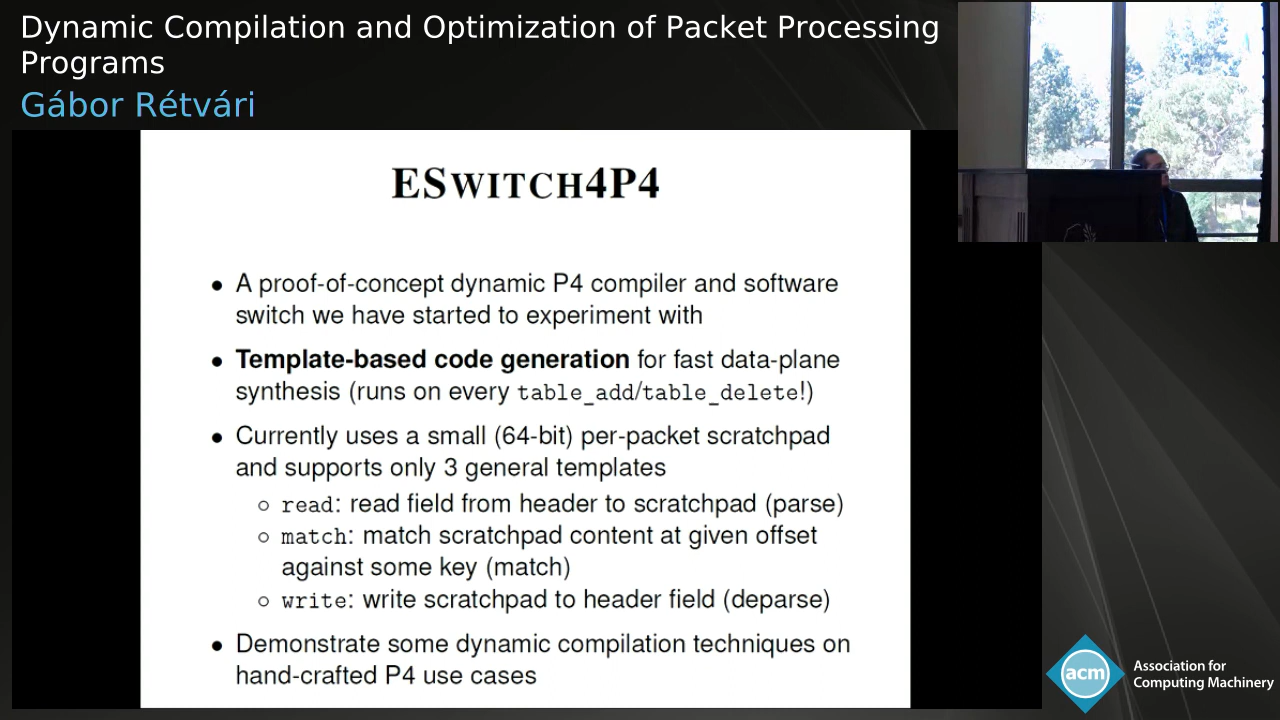 Dynamic Compilation and Optimization of Packet Processing
Programs
Gábor Rétvári
ESWITCH4P4
• A proof-of-concept dynamic P4 compiler and software
switch we have started to experiment with
• Template-based code generation for fast data-plane
synthesis (runs on every table_add/table_delete!)
• Currently uses a small (64-bit) per-packet scratchpad
and supports only 3 general templates
○ read: read field from header to scratchpad (parse)
○ match: match scratchpad content at given offset
against some key (match)
○ write: write scratchpad to header field (deparse)
• Demonstrate some dynamic compilation techniques on
hand-crafted P4 use cases
acm
Association for
Computing Machinery